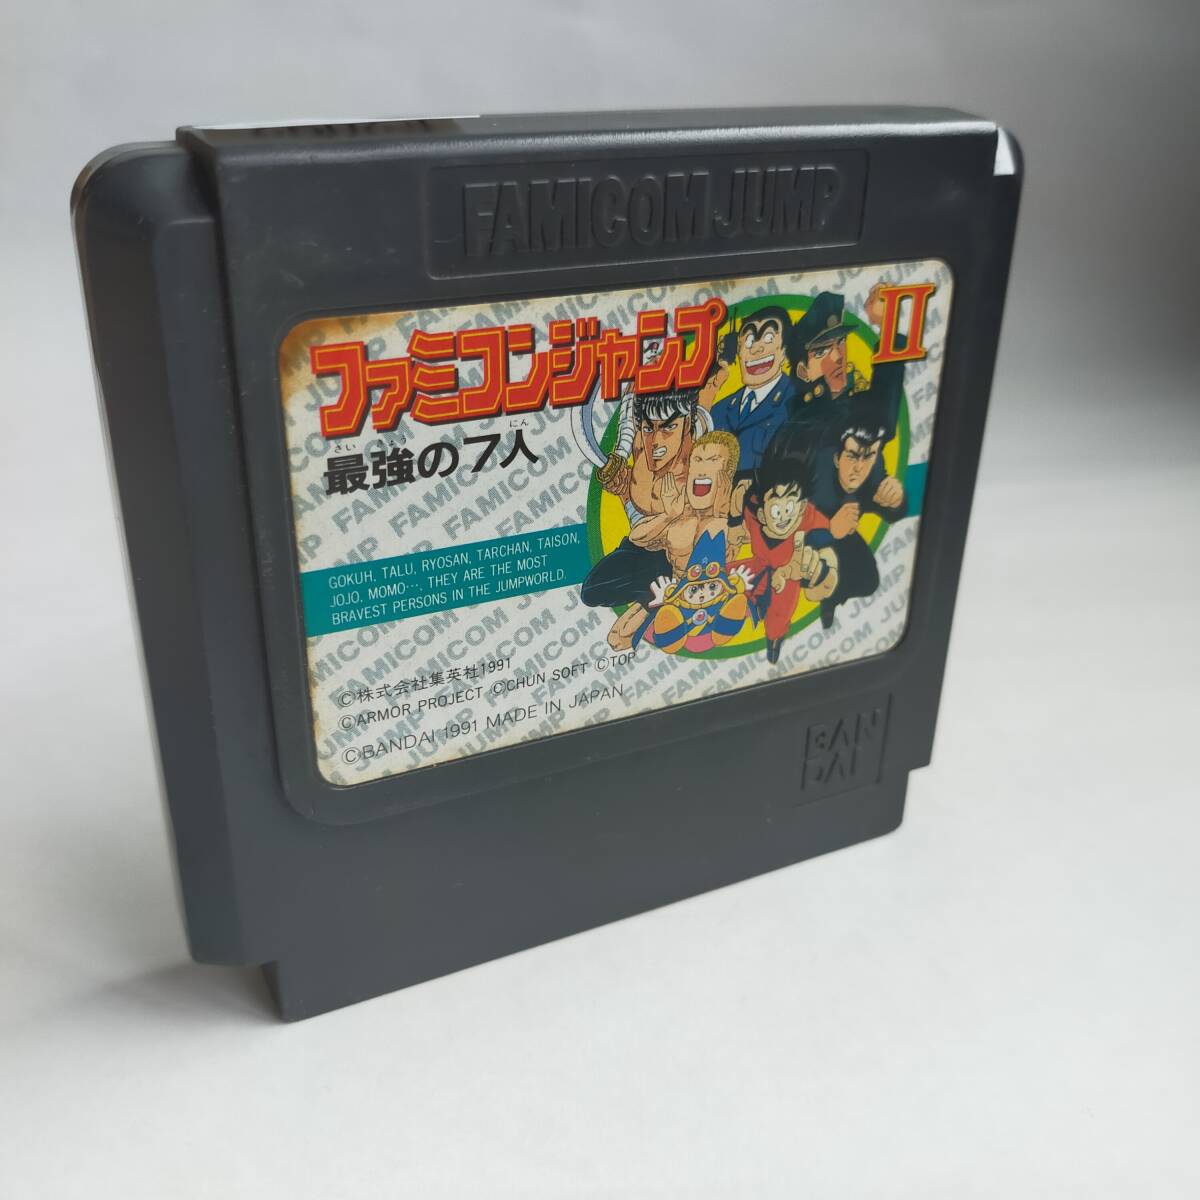 FAMICOM JUMP
ファミコンジャンプ II
さい きょう にん
最強の7人
GOKUH, TALU, RYOSAN, TARCHAN, TAISON,
JOJO, MOMO…, THEY ARE THE MOST
BRAVEST PERSONS IN THE JUMPWORLD.
©株式会社集英社1991
©ARMOR PROJECT ©CHUN SOFT ©TOP
©BANDAI 1991 MADE IN JAPAN
BAN
DAI